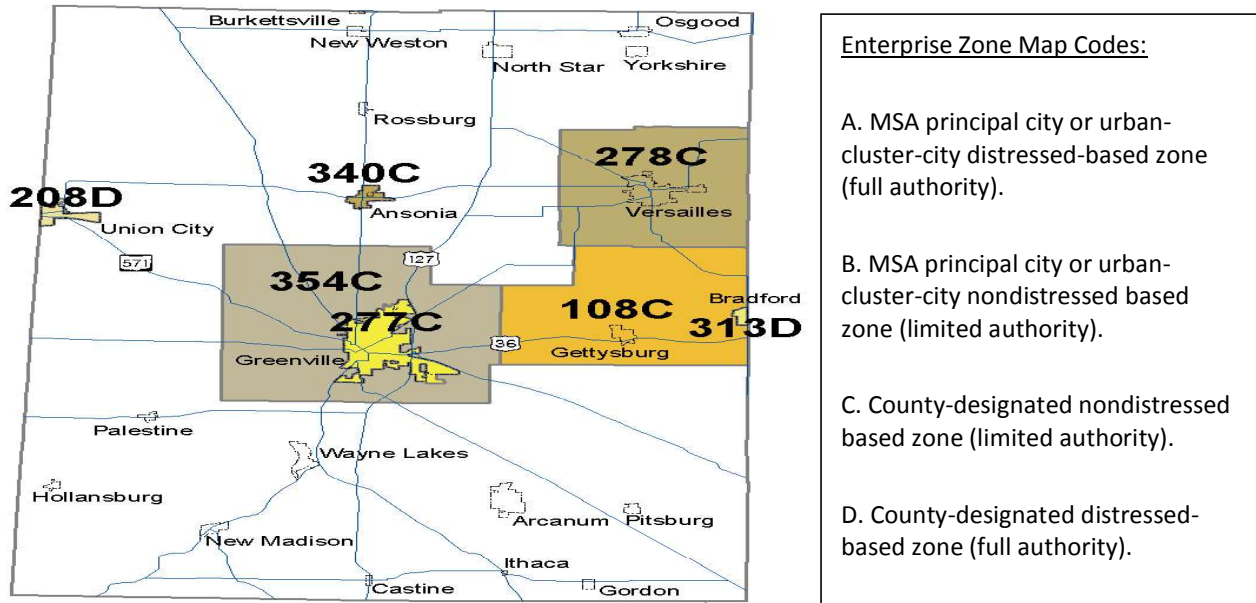 Burkettsville
Osgood
New Weston
North Star
Yorkshire
Rossburg
278C
340C
208D
Ansonia
Versailles
Union City
127
571
354C
108C
Bradford
277C
313D
36
Greenville
Gettysburg
Palestine
Wayne Lakes
Hollansburg
Arcanum
Pitsburg
New Madison
Ithaca
Castine
Gordon
Enterprise Zone Map Codes:
A. MSA principal city or urban-
cluster-city distressed-based zone
(full authority).
B. MSA principal city or urban-
cluster-city nondistressed based
zone (limited authority).
C. County-designated nondistressed
based zone (limited authority).
D. County-designated distressed-
based zone (full authority).